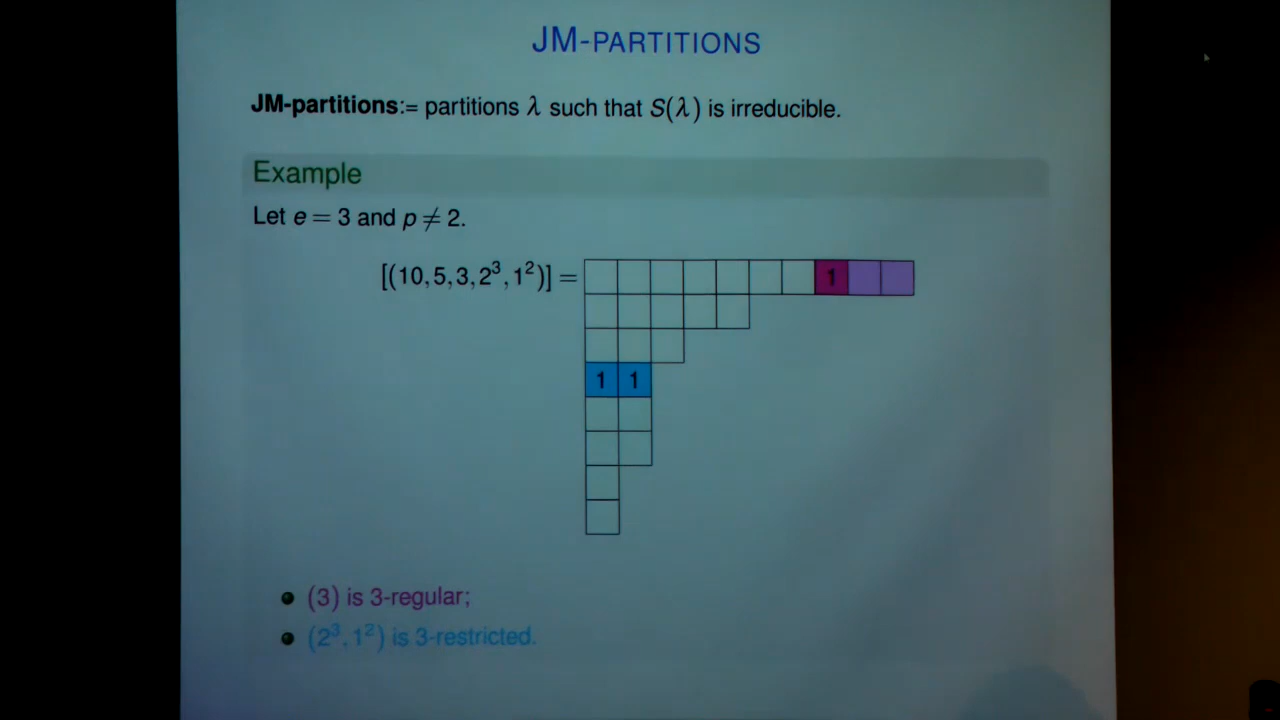 JM-PARTITIONS
JM-partitions:= partitions λ such that S(λ) is irreducible.
Example
Let e = 3 and p ≠ 2.
[(10, 5, 3, 2³, 1²)] =
1
1 1
(3) is 3-regular;
(2³, 1²) is 3-restricted.